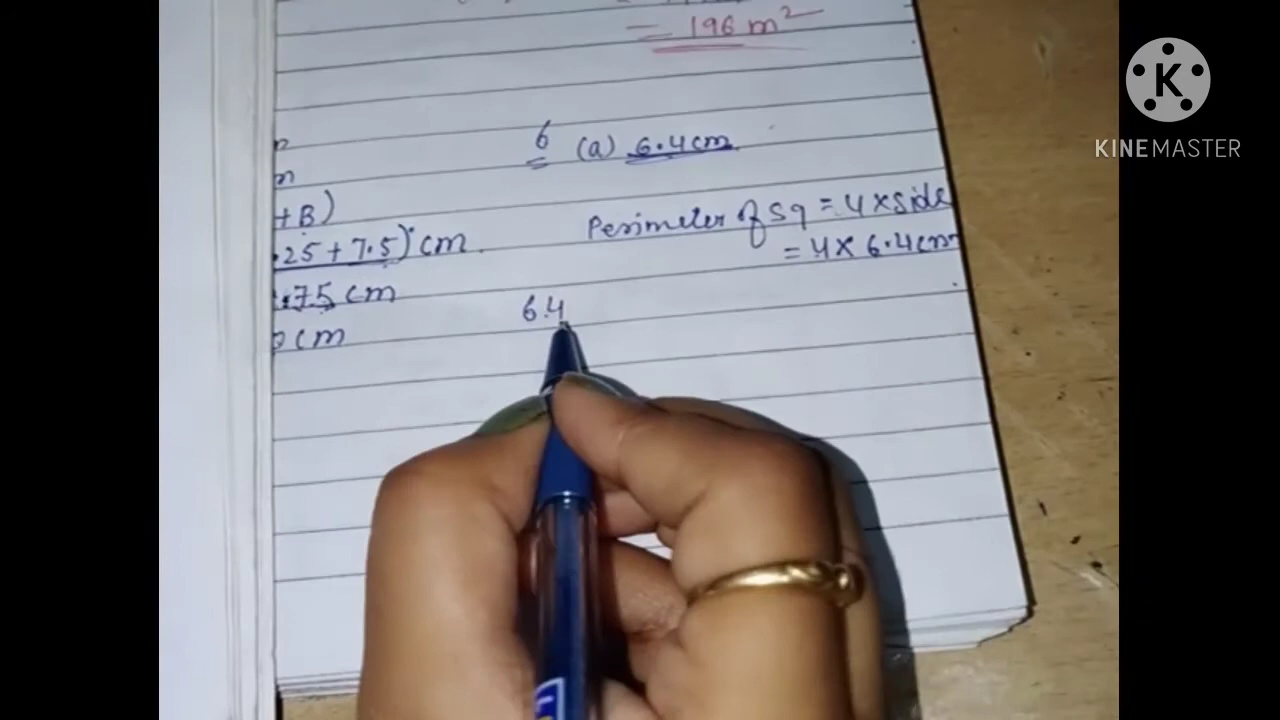 = 196 m²
6 (a) 6.4cm
+B)
Perimeter of sq = 4×side
.25 + 7.5) cm
= 4× 6.4cm
.75 cm
6.4
cm
K
KINEMASTER